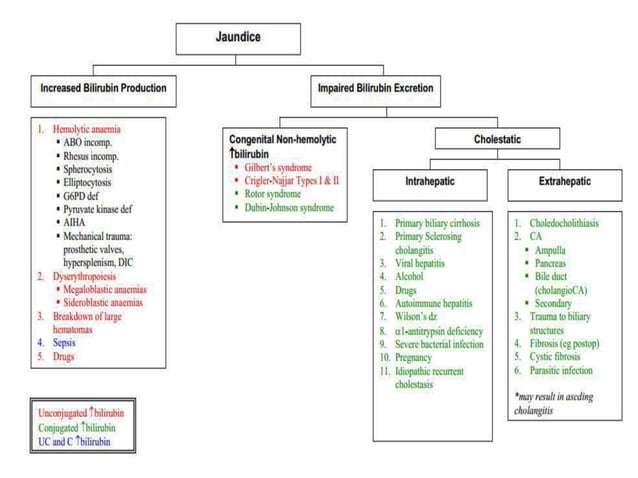 Jaundice
Increased Bilirubin Production
Impaired Bilirubin Excretion
1. Hemolytic anaemia
▪ ABO incomp.
▪ Rhesus incomp.
▪ Spherocytosis
▪ Elliptocytosis
▪ G6PD def
▪ Pyruvate kinase def
▪ AIHA
▪ Mechanical trauma:
prosthetic valves,
hypersplenism, DIC
2. Dyserythropoiesis
▪ Megaloblastic anaemias
▪ Sideroblastic anaemias
3. Breakdown of large
hematomas
4. Sepsis
5. Drugs
Congenital Non-hemolytic
↑bilirubin
▪ Gilbert's syndrome
▪ Crigler-Najjar Types I & II
▪ Rotor syndrome
▪ Dubin-Johnson syndrome
Cholestatic
Intrahepatic
Extrahepatic
1. Primary biliary cirrhosis
2. Primary Sclerosing
cholangitis
3. Viral hepatitis
4. Alcohol
5. Drugs
6. Autoimmune hepatitis
7. Wilson's dz
8. α1-antitrypsin deficiency
9. Severe bacterial infection
10. Pregnancy
11. Idiopathic recurrent
cholestasis
1. Choledocholithiasis
2. CA
▪ Ampulla
▪ Pancreas
▪ Bile duct
(cholangioCA)
▪ Secondary
3. Trauma to biliary
structures
4. Fibrosis (eg postop)
5. Cystic fibrosis
6. Parasitic infection
*may result in ascding
cholangitis
Unconjugated ↑bilirubin
Conjugated ↑bilirubin
UC and C ↑bilirubin